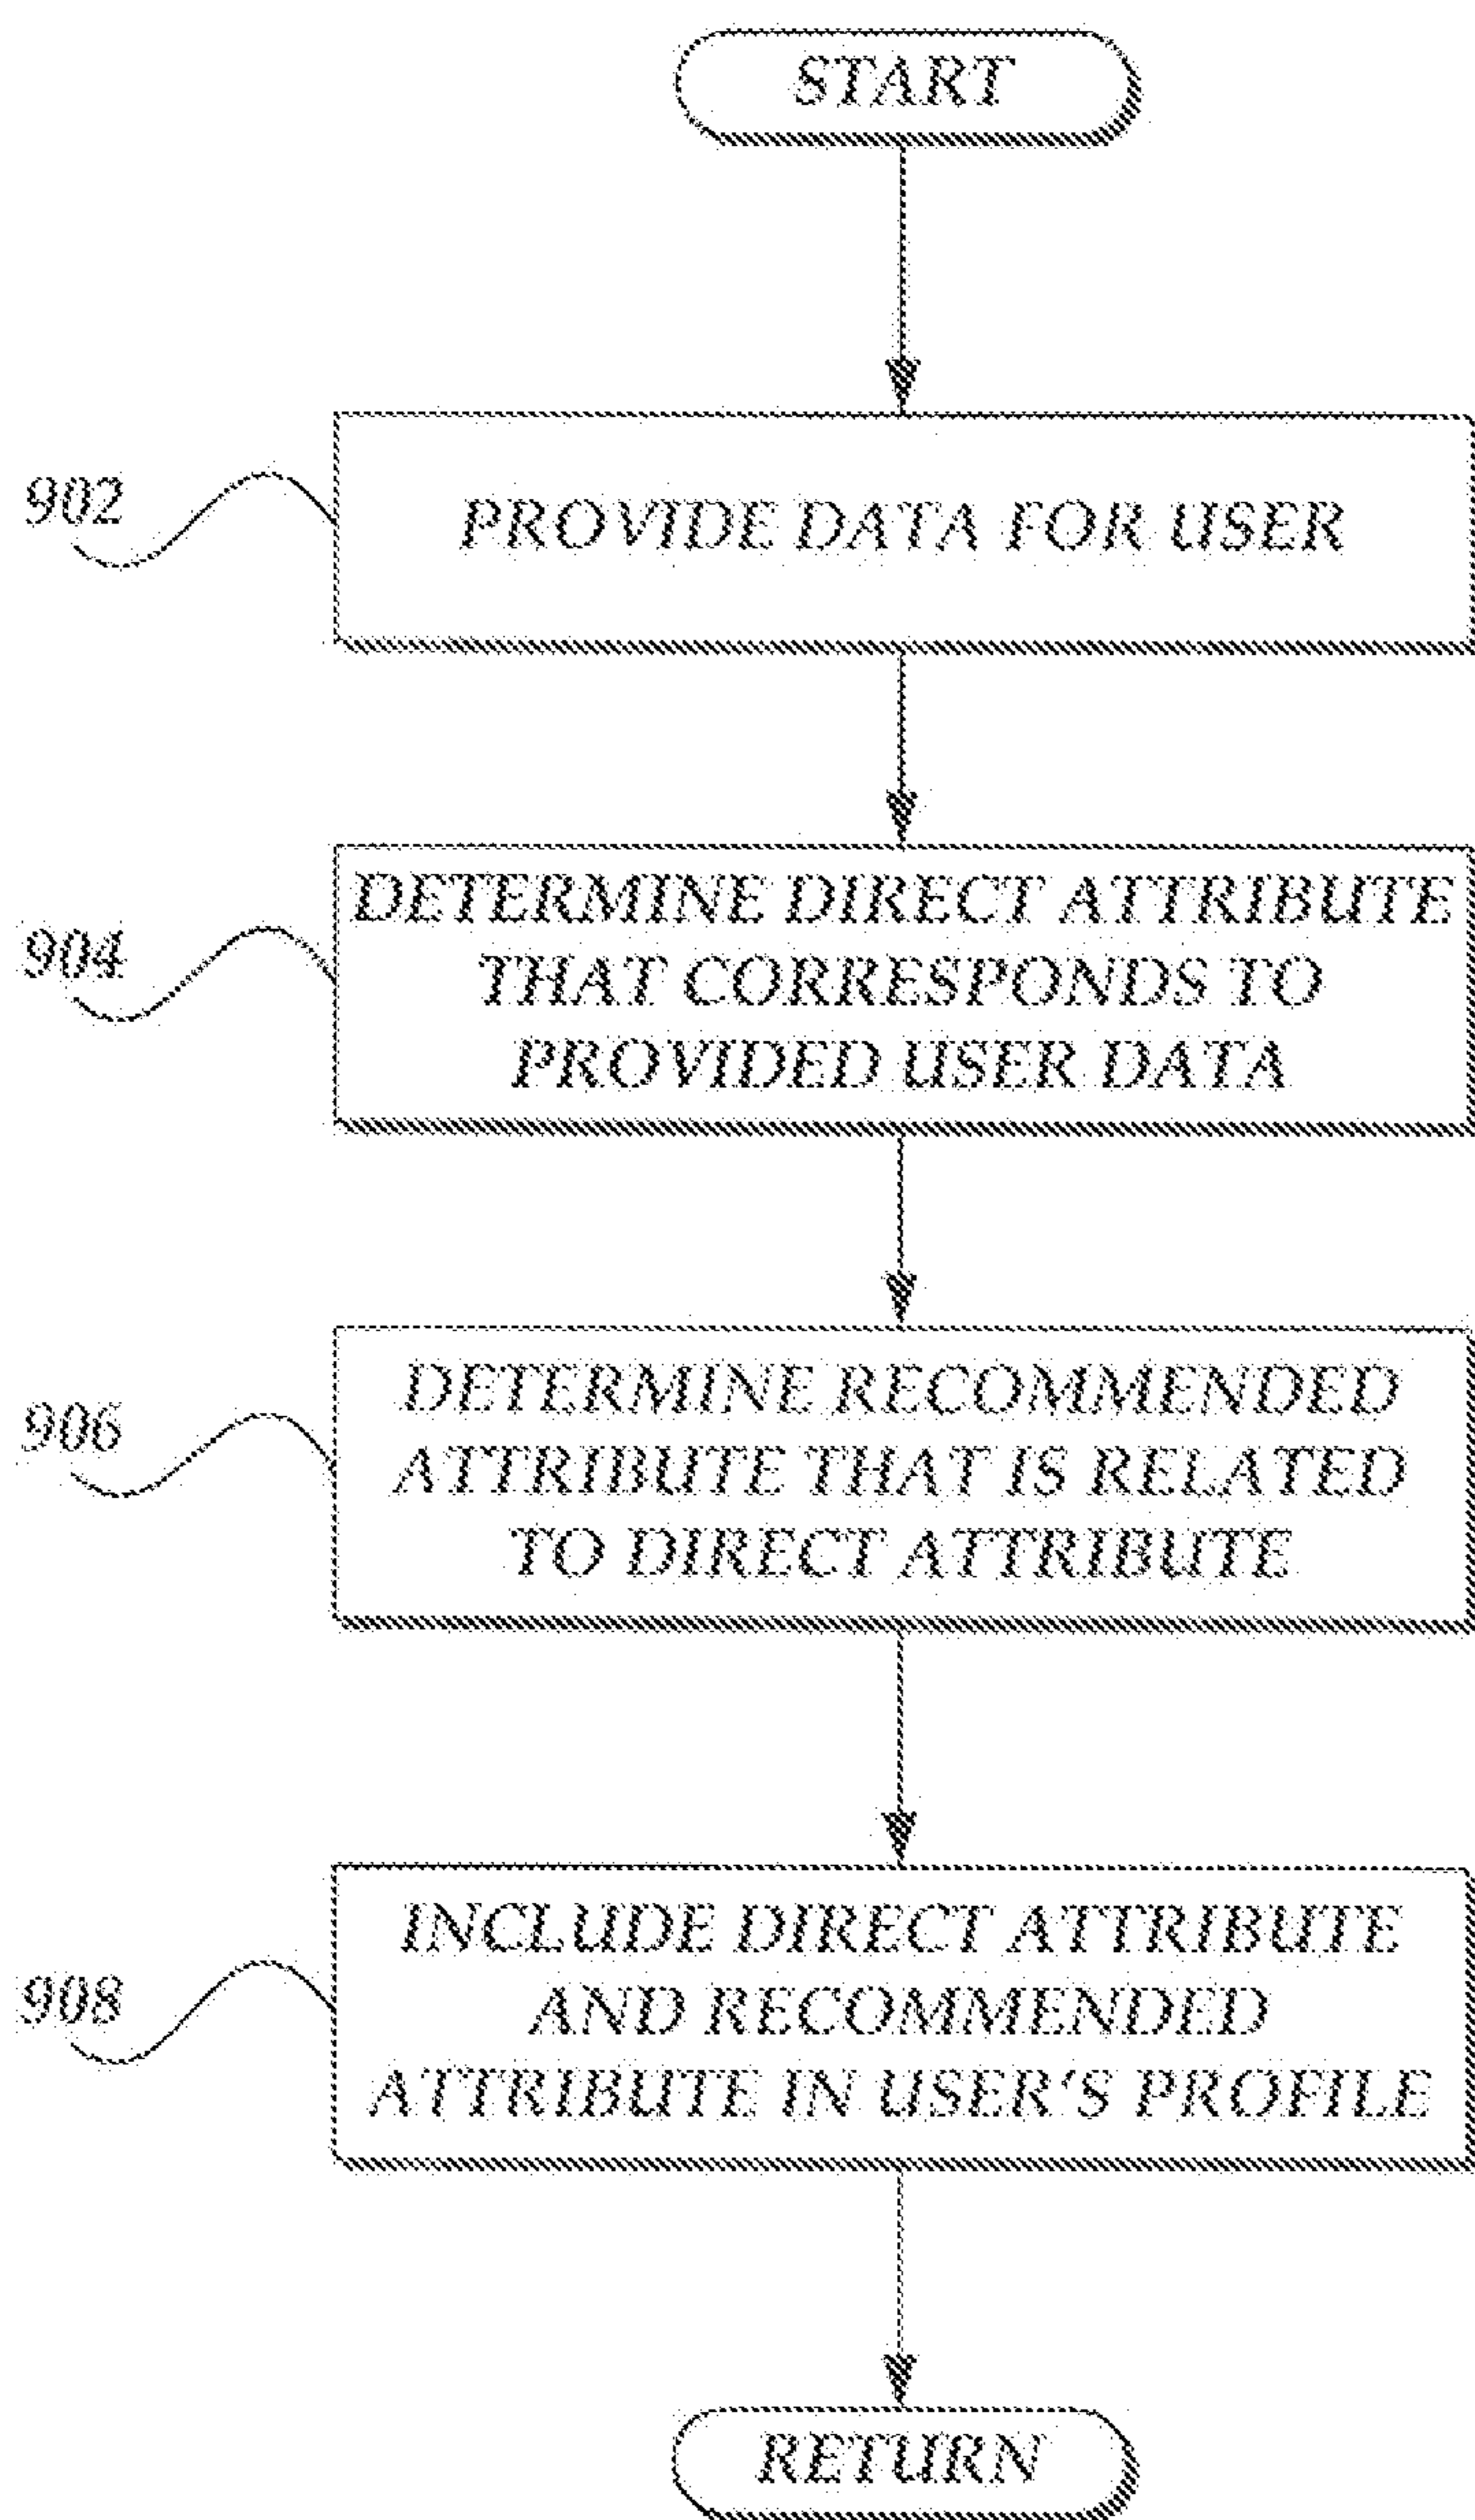 START
902
PROVIDE DATA FOR USER
904
DETERMINE DIRECT ATTRIBUTE
THAT CORRESPONDS TO
PROVIDED USER DATA
906
DETERMINE RECOMMENDED
ATTRIBUTE THAT IS RELATED
TO DIRECT ATTRIBUTE
908
INCLUDE DIRECT ATTRIBUTE
AND RECOMMENDED
ATTRIBUTE IN USER'S PROFILE
RETURN